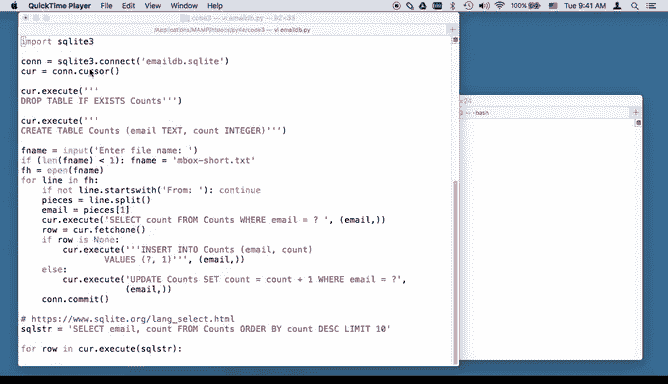 QuickTime Player File Edit View Window Help 100% Tue 9:41 AM
code3 — vi emaildb.py — 82×39
/Applications/MAMP/htdocs/py4e/code3 — vi emaildb.py
import sqlite3
conn = sqlite3.connect('emaildb.sqlite')
cur = conn.cursor()
cur.execute('''
DROP TABLE IF EXISTS Counts''')
cur.execute('''
CREATE TABLE Counts (email TEXT, count INTEGER)''')
fname = input('Enter file name: ')
if (len(fname) < 1): fname = 'mbox-short.txt'
fh = open(fname)
for line in fh:
if not line.startswith('From: '): continue
pieces = line.split()
email = pieces[1]
cur.execute('SELECT count FROM Counts WHERE email = ? ', (email,))
row = cur.fetchone()
if row is None:
cur.execute('''INSERT INTO Counts (email, count)
VALUES (?, 1)''', (email,))
else:
cur.execute('UPDATE Counts SET count = count + 1 WHERE email = ?',
(email,))
conn.commit()
# https://www.sqlite.org/lang_select.html
sqlstr = 'SELECT email, count FROM Counts ORDER BY count DESC LIMIT 10'
for row in cur.execute(sqlstr):
-bash